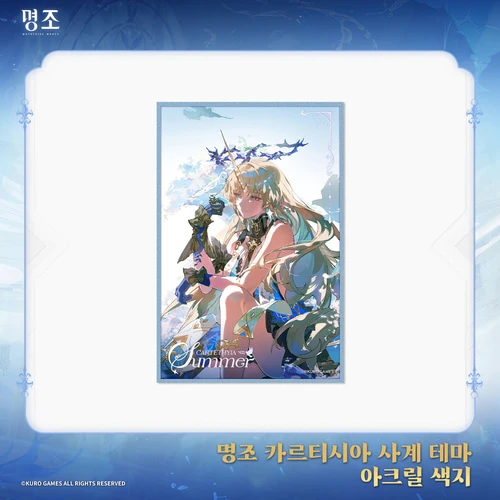 명조
WUTHERING WAVES
CARTETHYIA
Summer
명조 카르티시아 사계 테마
아크릴 색지
©KURO GAMES ALL RIGHTS RESERVED